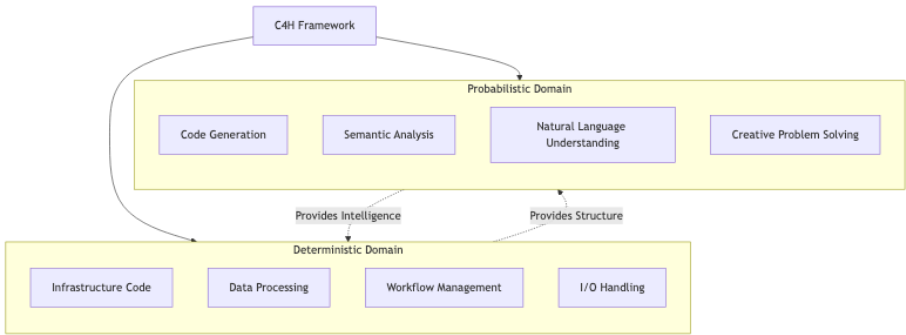 C4H Framework
Probabilistic Domain
Code Generation
Semantic Analysis
Natural Language
Understanding
Creative Problem Solving
Provides Intelligence
Provides Structure
Deterministic Domain
Infrastructure Code
Data Processing
Workflow Management
I/O Handling